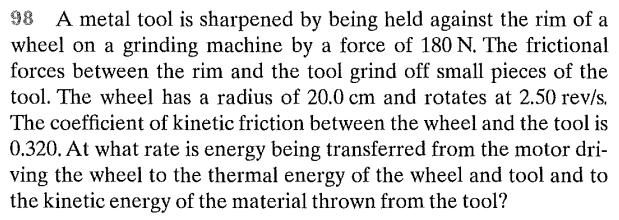 98 A metal tool is sharpened by being held against the rim of a
wheel on a grinding machine by a force of 180 N. The frictional
forces between the rim and the tool grind off small pieces of the
tool. The wheel has a radius of 20.0 cm and rotates at 2.50 rev/s.
The coefficient of kinetic friction between the wheel and the tool is
0.320. At what rate is energy being transferred from the motor dri-
ving the wheel to the thermal energy of the wheel and tool and to
the kinetic energy of the material thrown from the tool?